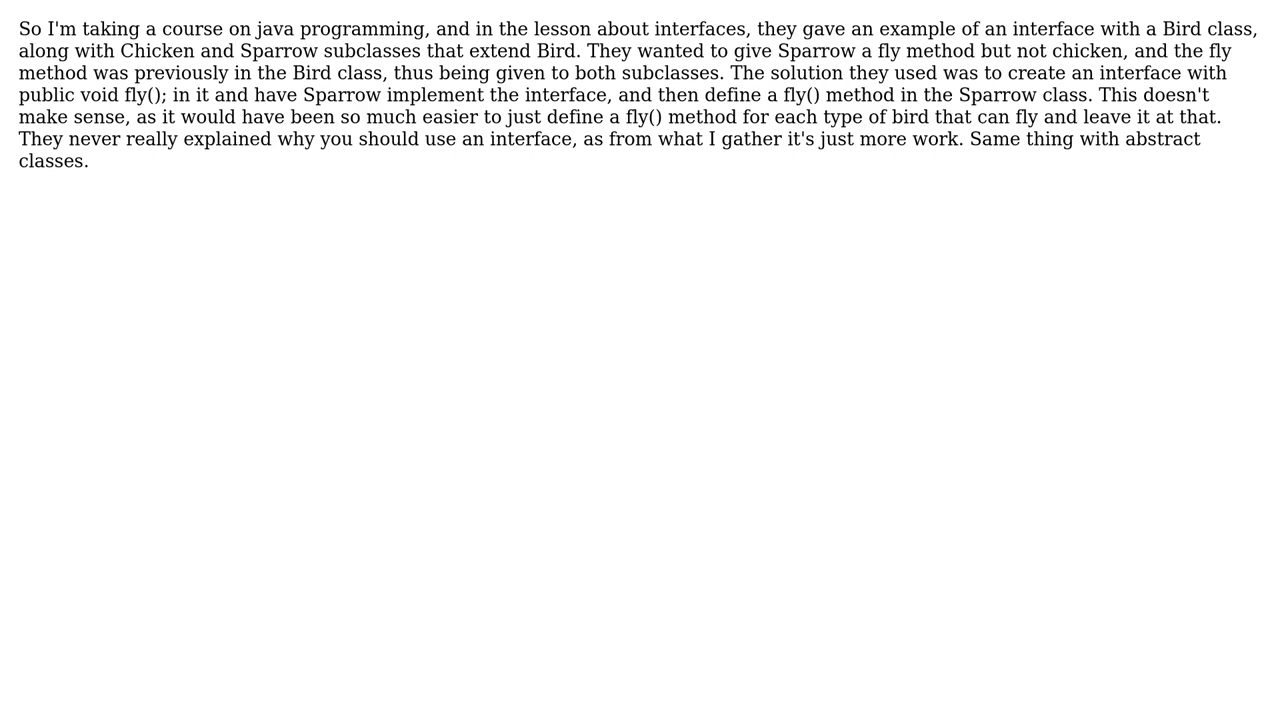 So I'm taking a course on java programming, and in the lesson about interfaces, they gave an example of an interface with a Bird class,
along with Chicken and Sparrow subclasses that extend Bird. They wanted to give Sparrow a fly method but not chicken, and the fly
method was previously in the Bird class, thus being given to both subclasses. The solution they used was to create an interface with
public void fly(); in it and have Sparrow implement the interface, and then define a fly() method in the Sparrow class. This doesn't
make sense, as it would have been so much easier to just define a fly() method for each type of bird that can fly and leave it at that.
They never really explained why you should use an interface, as from what I gather it's just more work. Same thing with abstract
classes.